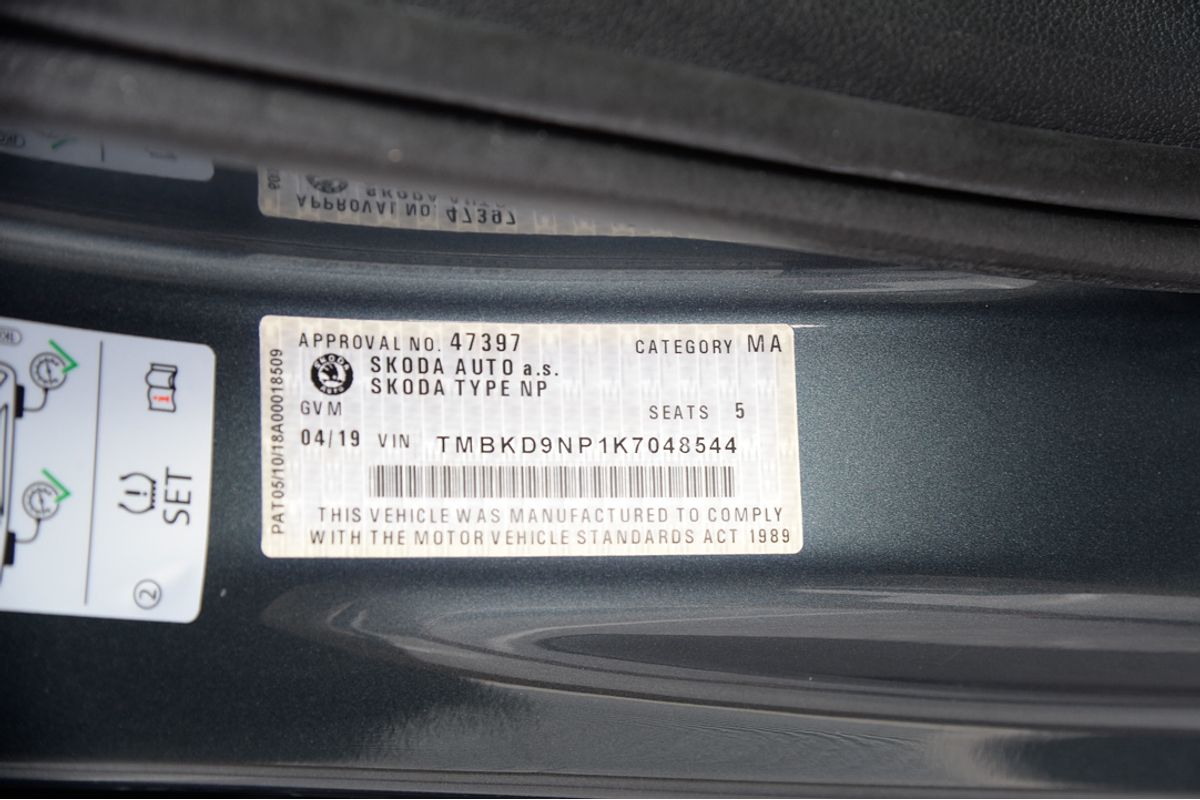 APPROVAL NO. 47397
APPROVAL NO. 47397 CATEGORY MA
SKODA AUTO SKODA AUTO a.s.
SKODA TYPE NP
GVM SEATS 5
04/19 VIN TMBKD9NP1K7048544
THIS VEHICLE WAS MANUFACTURED TO COMPLY
WITH THE MOTOR VEHICLE STANDARDS ACT 1989
PAT05/10/18A00018509
i
SET
2